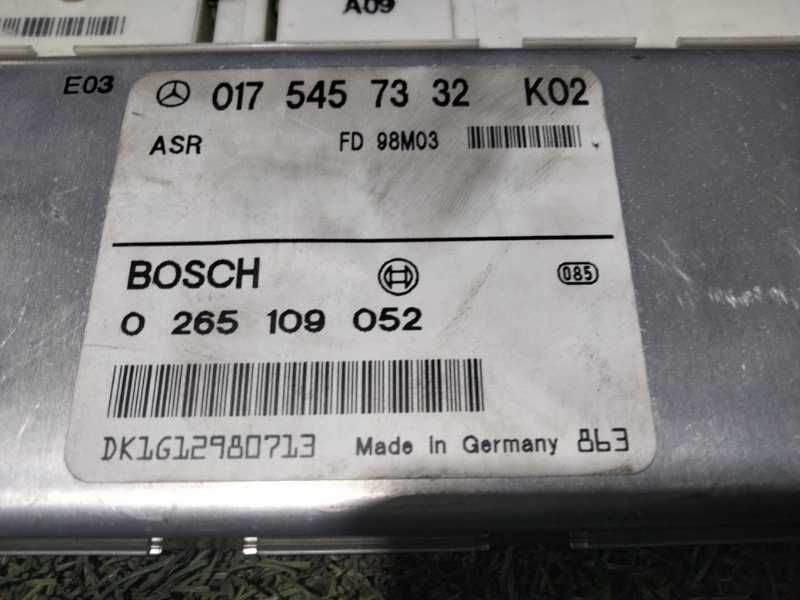 A09
E03 017 545 73 32 K02
ASR FD 98M03
BOSCH 085
0 265 109 052
DK1G12980713 Made in Germany 863